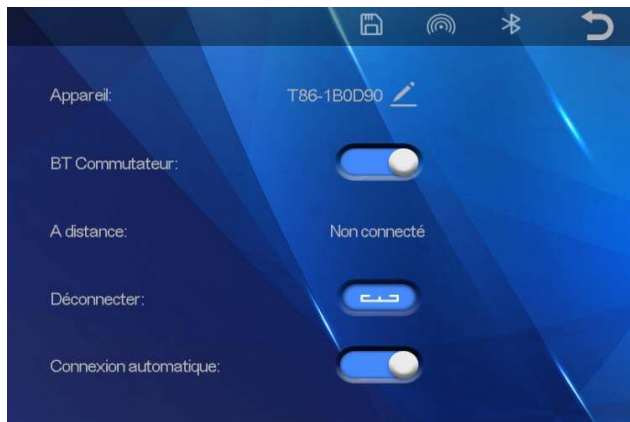 Appareil: T86-1B0D90
BT Commutateur:
A distance: Non connecté
Déconnecter:
Connexion automatique: